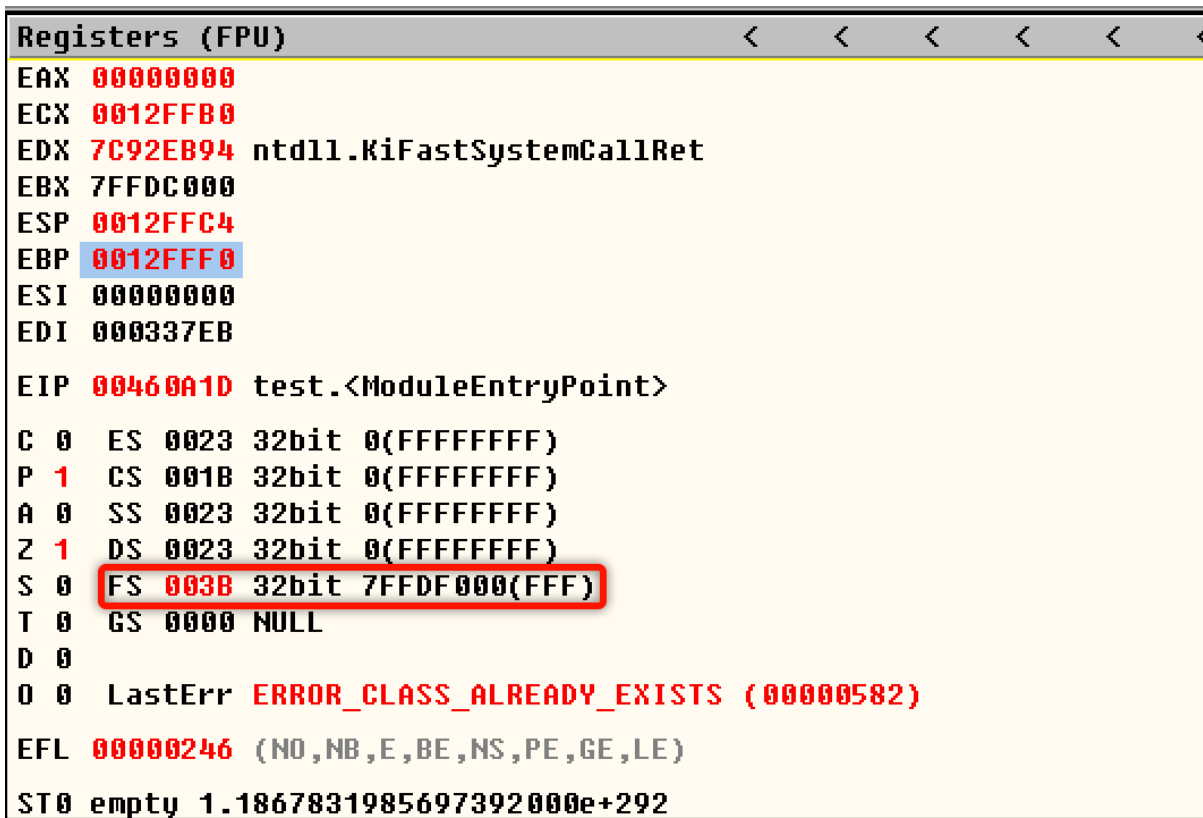 Registers (FPU) < < < < < <
EAX 00000000
ECX 0012FFB0
EDX 7C92EB94 ntdll.KiFastSystemCallRet
EBX 7FFDC000
ESP 0012FFC4
EBP 0012FFF0
ESI 00000000
EDI 000337EB
EIP 00460A1D test.<ModuleEntryPoint>
C 0 ES 0023 32bit 0(FFFFFFFF)
P 1 CS 001B 32bit 0(FFFFFFFF)
A 0 SS 0023 32bit 0(FFFFFFFF)
Z 1 DS 0023 32bit 0(FFFFFFFF)
S 0 FS 003B 32bit 7FFDF000(FFF)
T 0 GS 0000 NULL
D 0
O 0 LastErr ERROR_CLASS_ALREADY_EXISTS (00000582)
EFL 00000246 (NO,NB,E,BE,NS,PE,GE,LE)
ST0 empty 1.1867831985697392000e+292